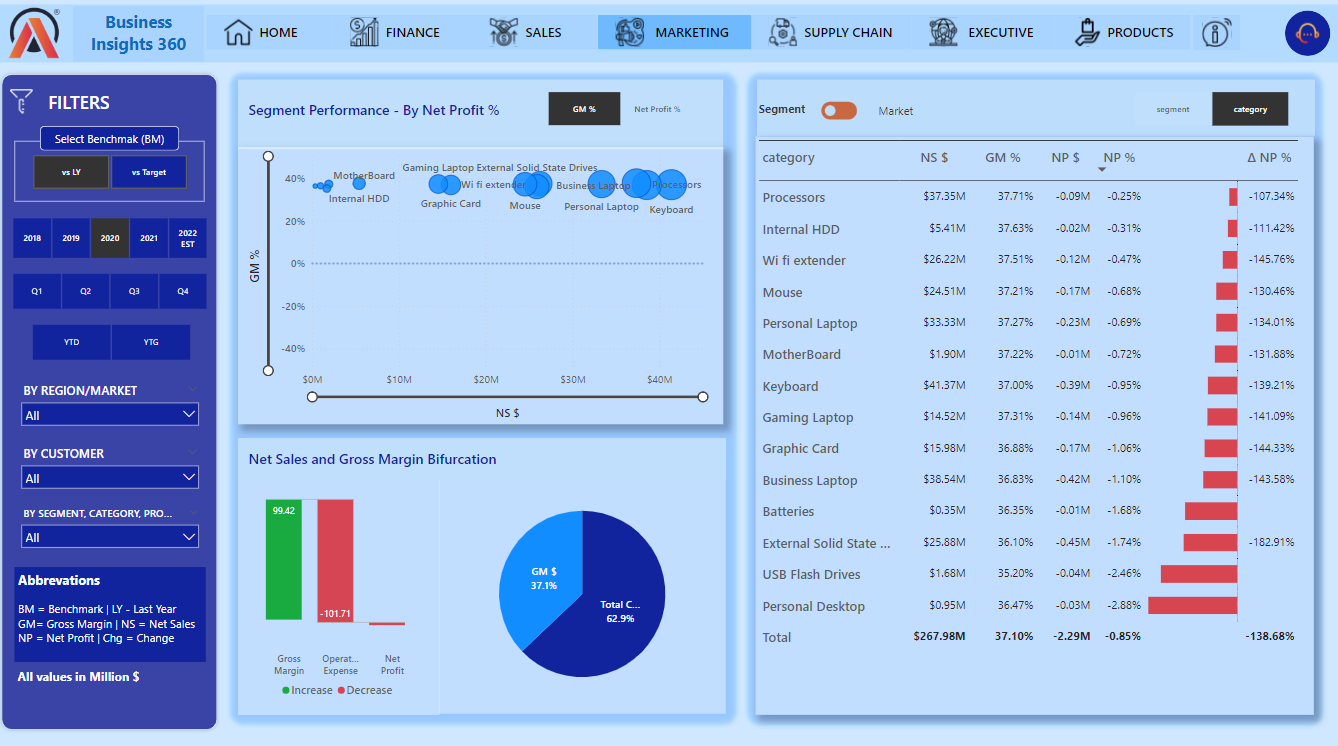 Business
Insights 360
HOME
FINANCE
SALES
MARKETING
SUPPLY CHAIN
EXECUTIVE
PRODUCTS
FILTERS
Select Benchmak (BM)
vs LY
vs Target
2018
2019
2020
2021
2022
EST
Q1
Q2
Q3
Q4
YTD
YTG
BY REGION/MARKET
All
BY CUSTOMER
All
BY SEGMENT, CATEGORY, PRO...
All
Abbrevations
BM = Benchmark | LY - Last Year
GM= Gross Margin | NS = Net Sales
NP = Net Profit | Chg = Change
All values in Million $
Segment Performance - By Net Profit %
GM %
Net Profit %
GM %
40%
20%
0%
-20%
-40%
MotherBoard
Internal HDD
Gaming Laptop
External Solid State Drives
Graphic Card
Wi fi extender
Mouse
Business Laptop
Personal Laptop
Processors
Keyboard
$0M
$10M
$20M
$30M
$40M
NS $
Net Sales and Gross Margin Bifurcation
99.42
-101.71
Gross
Margin
Operat...
Expense
Net
Profit
Increase
Decrease
GM $
37.1%
Total C...
62.9%
Segment
Market
segment
category
category NS $ GM % NP $ NP % Δ NP %
Processors $37.35M 37.71% -0.09M -0.25% -107.34%
Internal HDD $5.41M 37.63% -0.02M -0.31% -111.42%
Wi fi extender $26.22M 37.51% -0.12M -0.47% -145.76%
Mouse $24.51M 37.21% -0.17M -0.68% -130.46%
Personal Laptop $33.33M 37.27% -0.23M -0.69% -134.01%
MotherBoard $1.90M 37.22% -0.01M -0.72% -131.88%
Keyboard $41.37M 37.00% -0.39M -0.95% -139.21%
Gaming Laptop $14.52M 37.31% -0.14M -0.96% -141.09%
Graphic Card $15.98M 36.88% -0.17M -1.06% -144.33%
Business Laptop $38.54M 36.83% -0.42M -1.10% -143.58%
Batteries $0.35M 36.35% -0.01M -1.68%
External Solid State ... $25.88M 36.10% -0.45M -1.74% -182.91%
USB Flash Drives $1.68M 35.20% -0.04M -2.46%
Personal Desktop $0.95M 36.47% -0.03M -2.88%
Total $267.98M 37.10% -2.29M -0.85% -138.68%